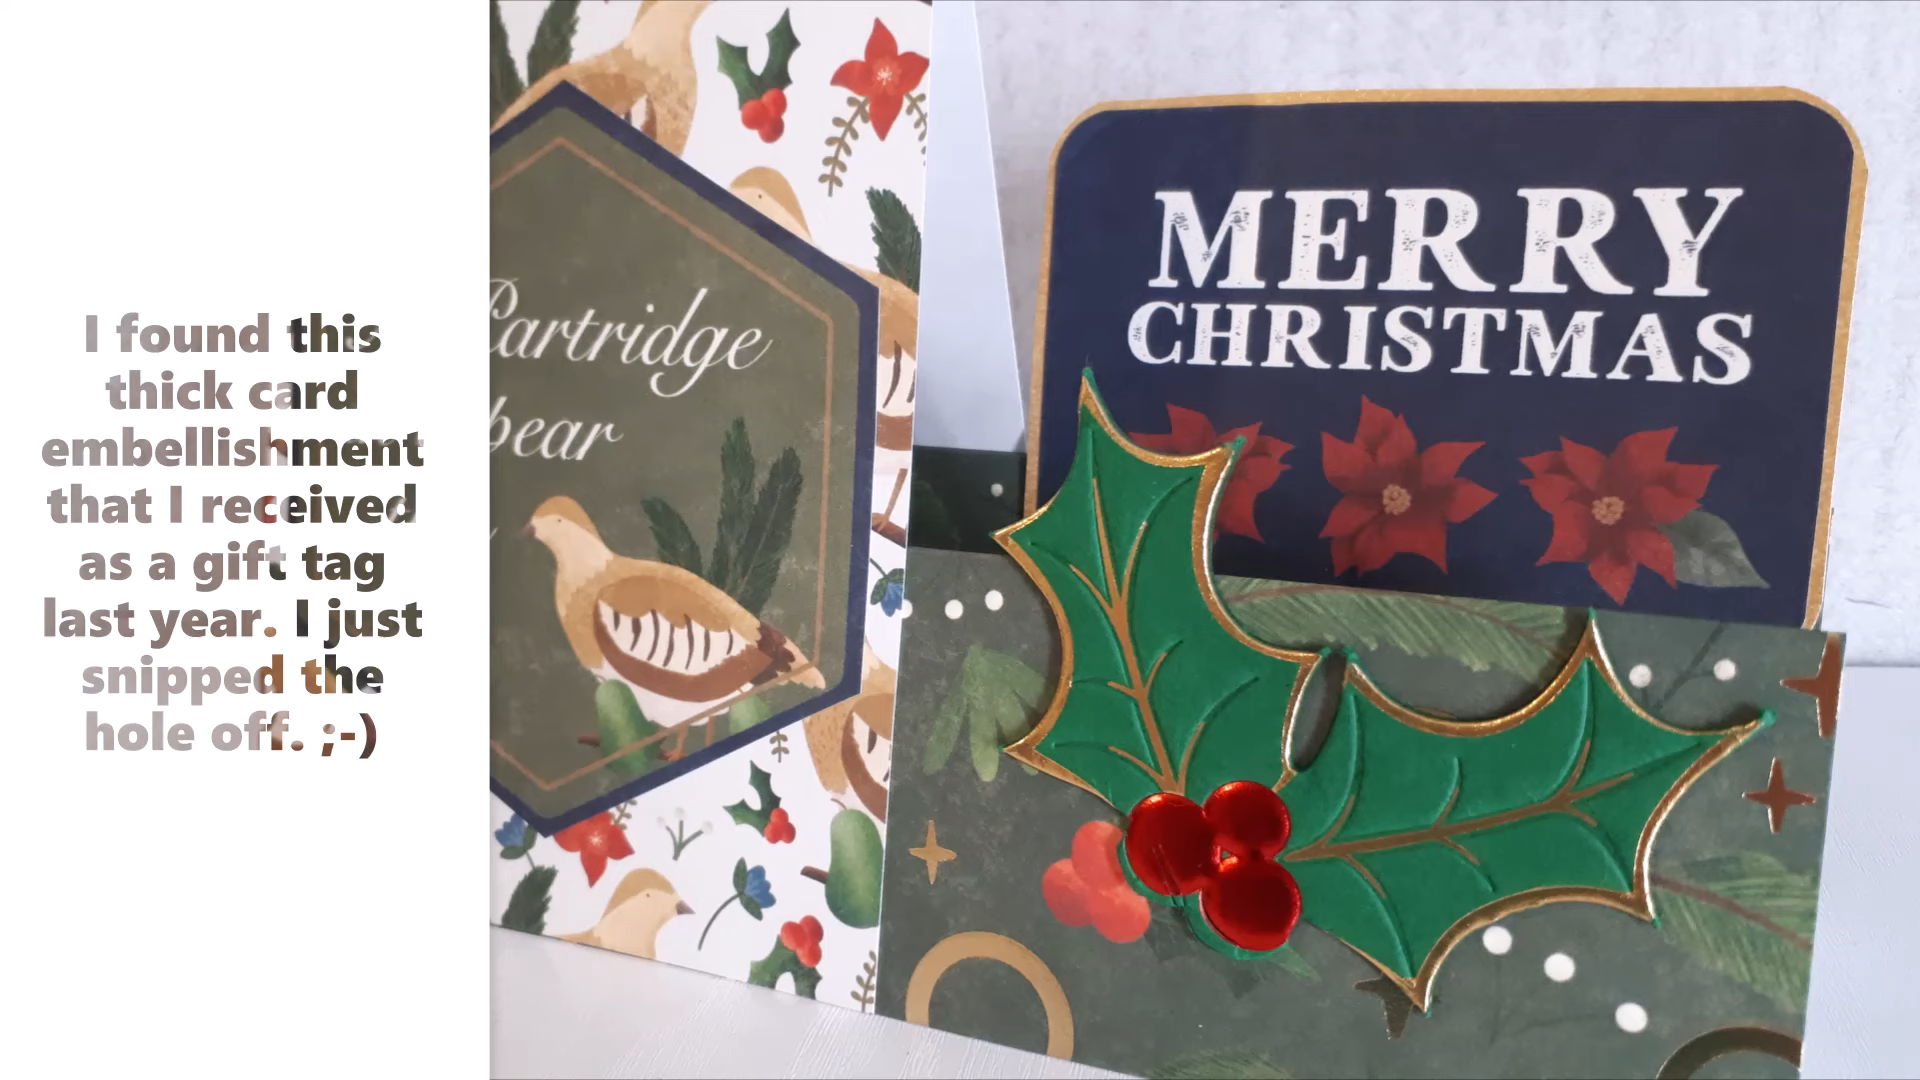 I found this
thick card
embellishment
that I received
as a gift tag
last year. I just
snipped the
hole off. ;-)
Partridge
pear
MERRY
CHRISTMAS